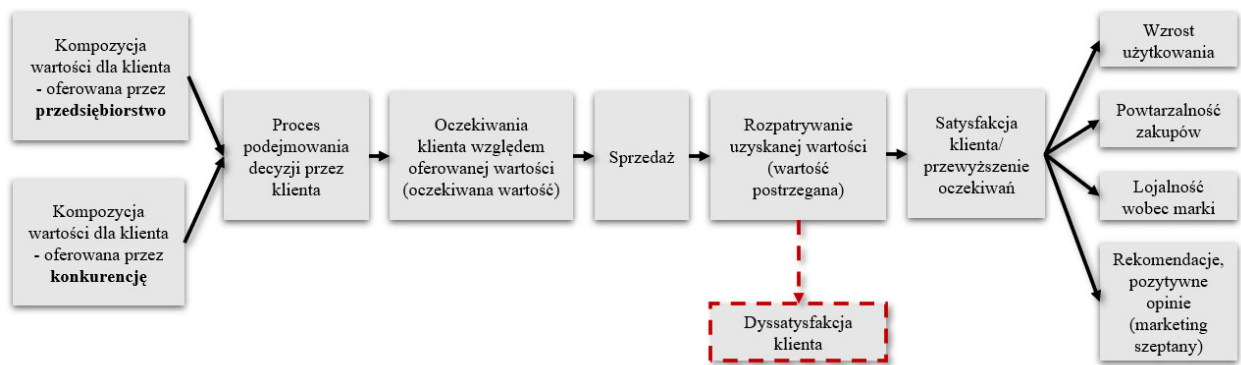 Kompozycja
wartości dla klienta
- oferowana przez
przedsiębiorstwo
Kompozycja
wartości dla klienta
- oferowana przez
konkurencję
Proces
podejmowania
decyzji przez
klienta
Oczekiwania
klienta względem
oferowanej wartości
(oczekiwana wartość)
Sprzedaż
Rozpatrywanie
uzyskanej wartości
(wartość
postrzegana)
Dyssatysfakcja
klienta
Satysfakcja
klienta/
przewyższenie
oczekiwań
Wzrost
użytkowania
Powtarzalność
zakupów
Lojalność
wobec marki
Rekomendacje,
pozytywne
opinie
(marketing
szeptany)